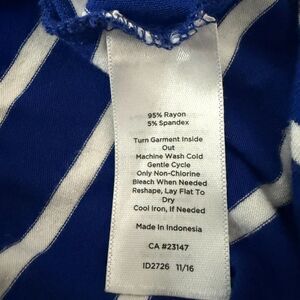 95% Rayon
5% Spandex
Turn Garment Inside
Out
Machine Wash Cold
Gentle Cycle
Only Non-Chlorine
Bleach When Needed
Reshape, Lay Flat To
Dry
Cool Iron, If Needed
Made In Indonesia
CA #23147
ID2726 11/16